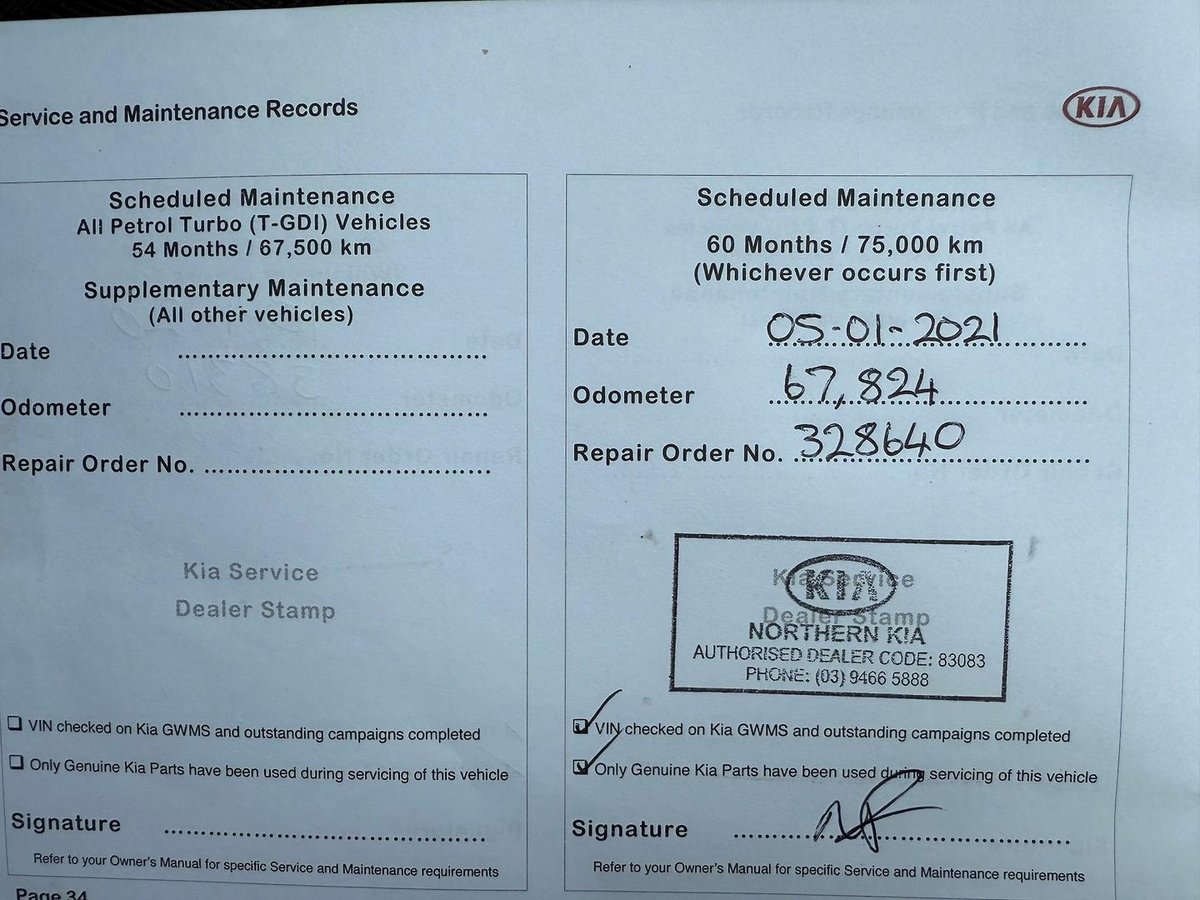 Service and Maintenance Records
KIA
Scheduled Maintenance
All Petrol Turbo (T-GDI) Vehicles
54 Months / 67,500 km
Supplementary Maintenance
(All other vehicles)
Date
Odometer
Repair Order No.
Kia Service
Dealer Stamp
VIN checked on Kia GWMS and outstanding campaigns completed
Only Genuine Kia Parts have been used during servicing of this vehicle
Signature
Refer to your Owner's Manual for specific Service and Maintenance requirements
Page 34
Scheduled Maintenance
60 Months / 75,000 km
(Whichever occurs first)
Date 05-01-2021
Odometer 67,824
Repair Order No. 328640
Kia Service
Dealer Stamp
KIA
NORTHERN KIA
AUTHORISED DEALER CODE: 83083
PHONE: (03) 9466 5888
VIN checked on Kia GWMS and outstanding campaigns completed
Only Genuine Kia Parts have been used during servicing of this vehicle
Signature
Refer to your Owner's Manual for specific Service and Maintenance requirements